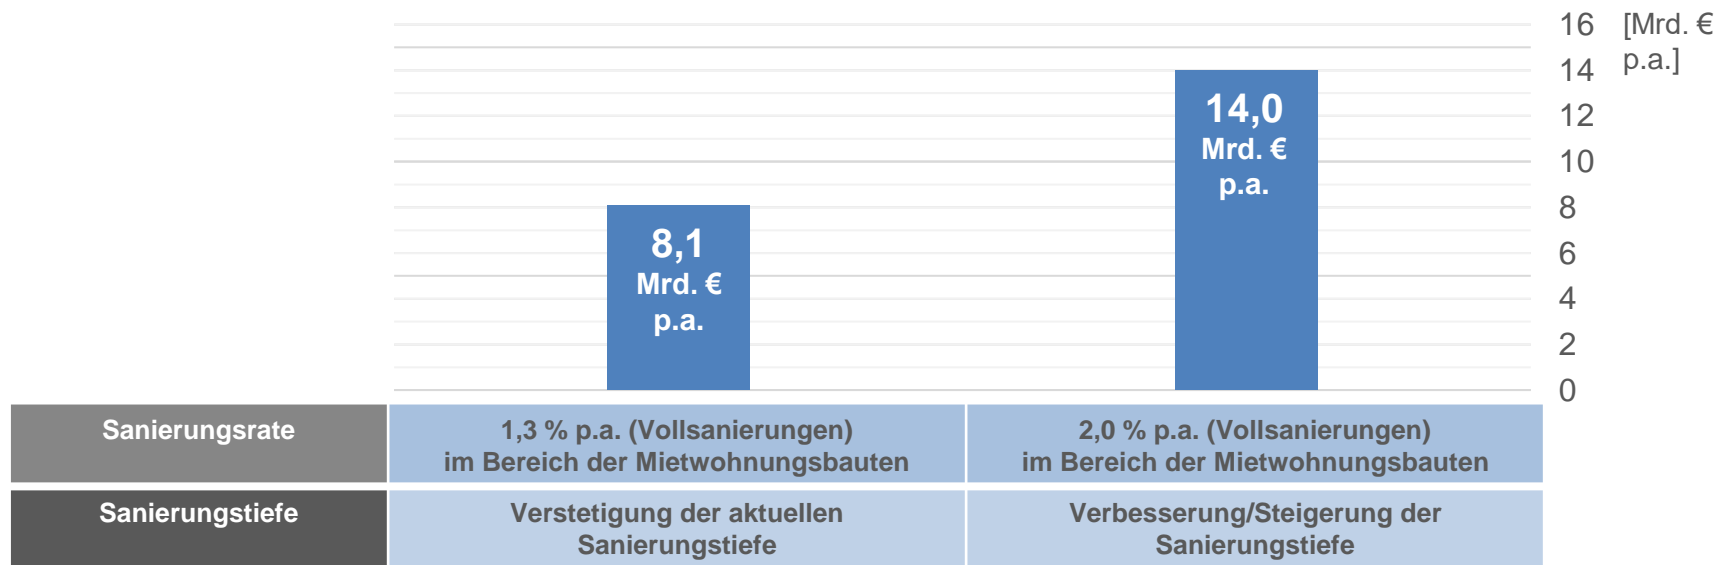 16 [Mrd. €
p.a.]
14
12
10
8
6
4
2
0
14,0
Mrd. €
p.a.
8,1
Mrd. €
p.a.
Sanierungsrate
1,3 % p.a. (Vollsanierungen)
im Bereich der Mietwohnungsbauten
2,0 % p.a. (Vollsanierungen)
im Bereich der Mietwohnungsbauten
Sanierungstiefe
Verstetigung der aktuellen
Sanierungstiefe
Verbesserung/Steigerung der
Sanierungstiefe